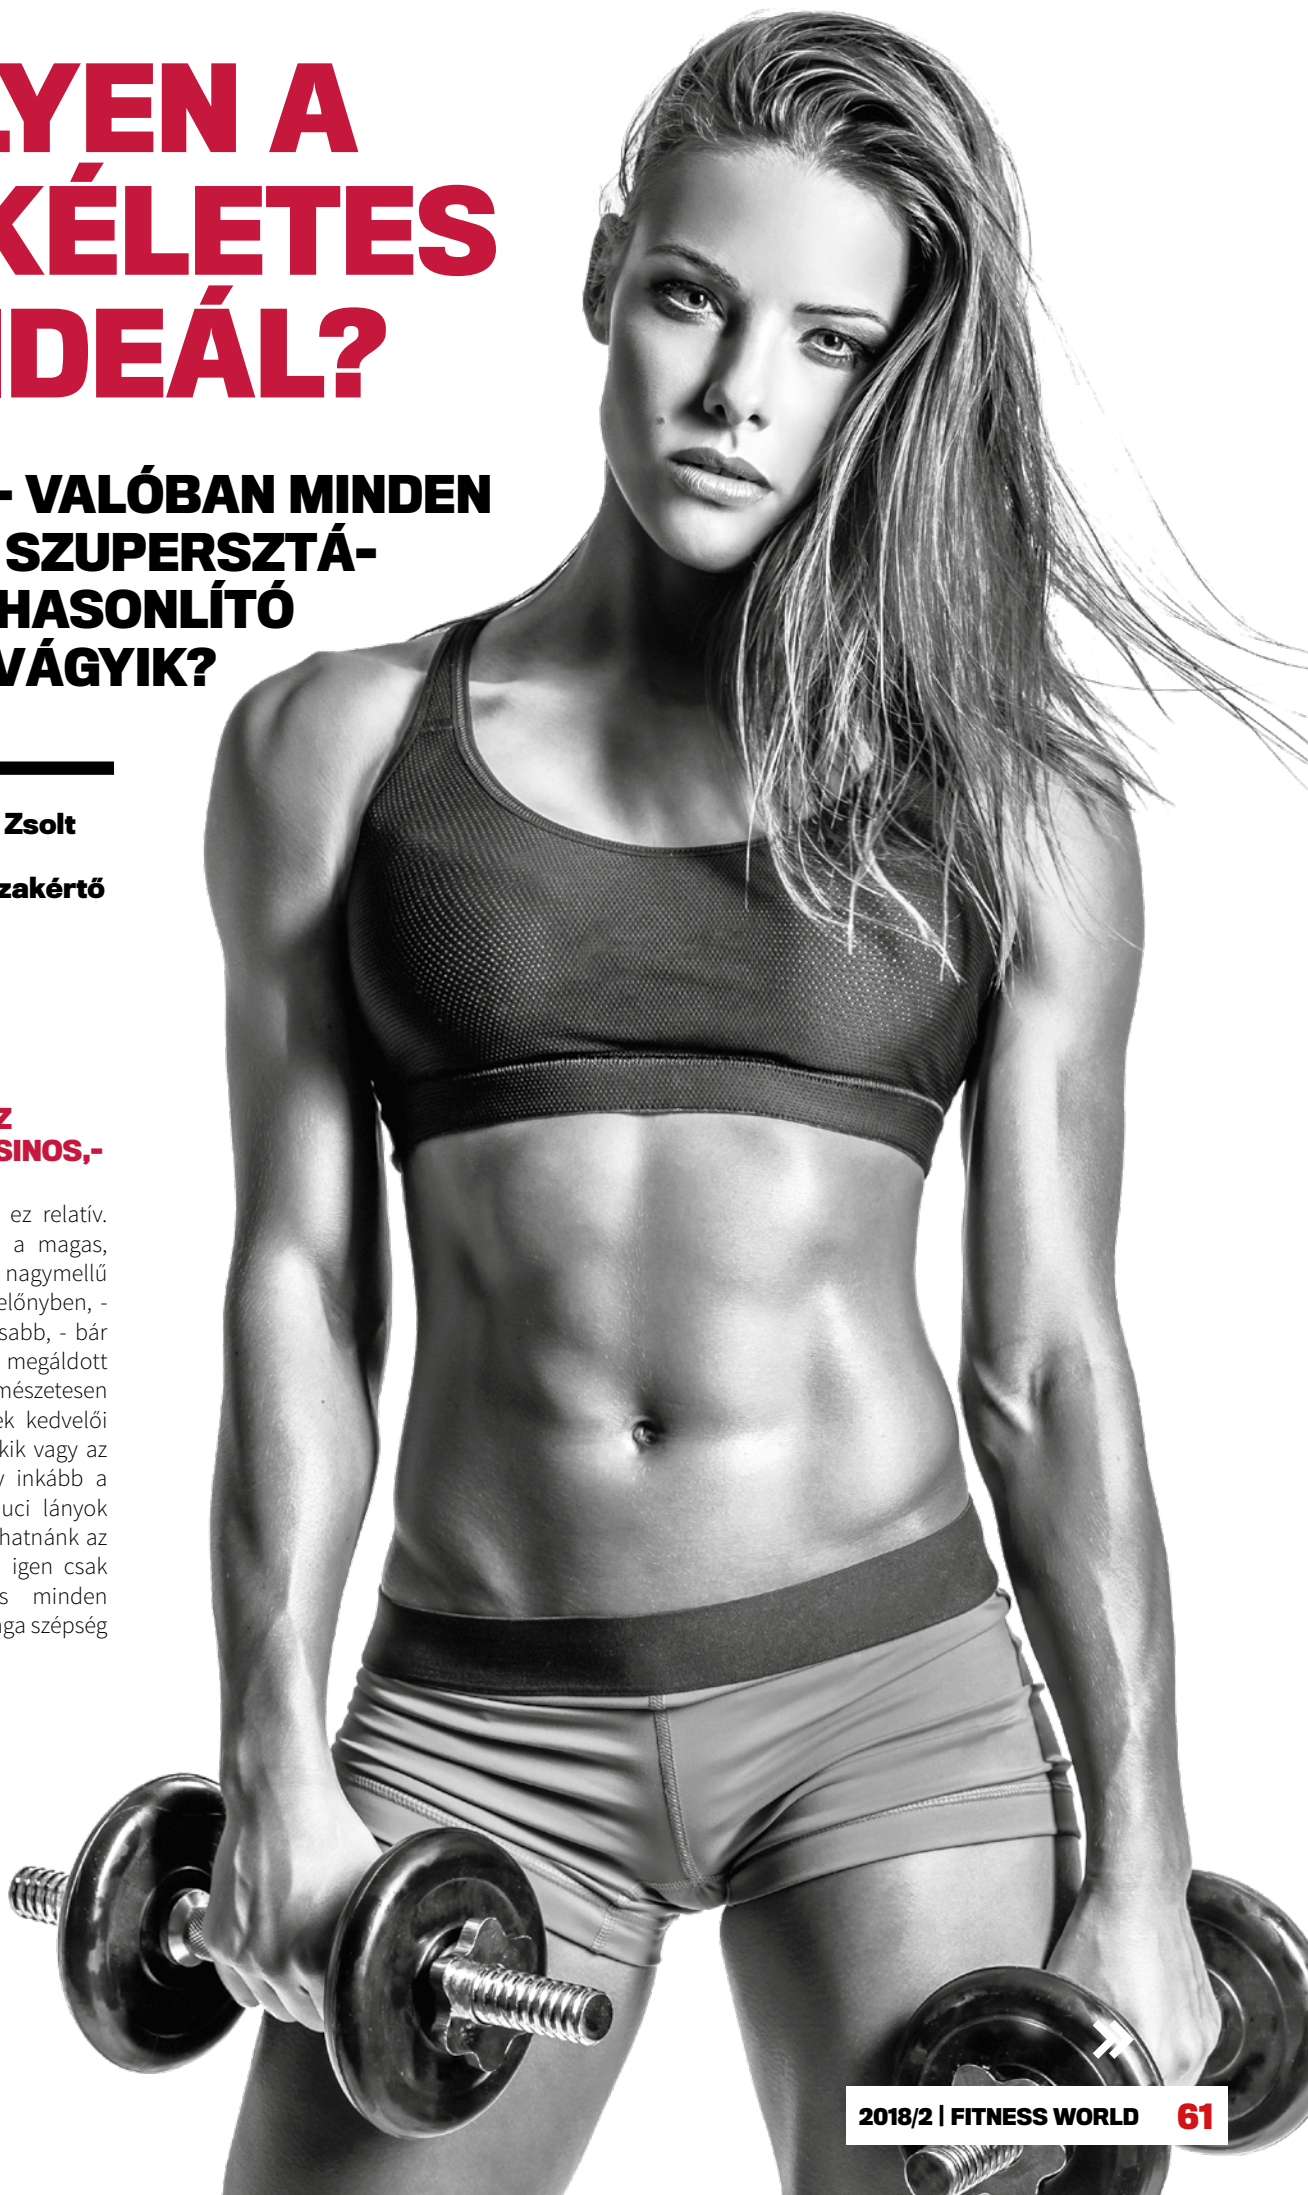 LYEN A
KÉLETES
IDEÁL?
- VALÓBAN MINDEN
SZUPERSZTÁ-
HASONLÍTÓ
VÁGYIK?
Zsolt
zakértő
Z
SINOS,-
ez relatív.
a magas,
nagymellű
előnyben, -
sabb, - bár
megáldott
mészetesen
ek kedvelői
kik vagy az
y inkább a
uci lányok
hatnánk az
igen csak
s minden
ga szépség
2018/2 | FITNESS WORLD 61